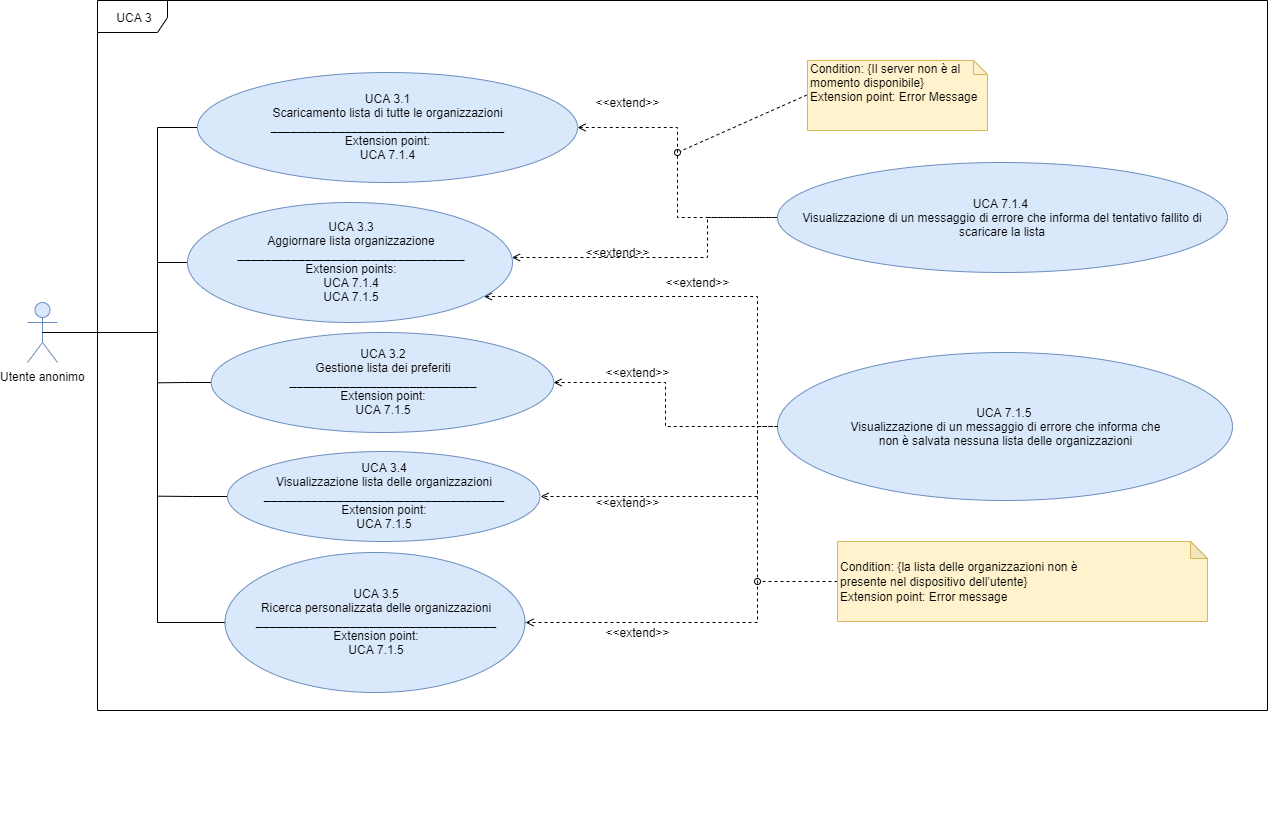 UCA 3
UCA 3.1
Scaricamento lista di tutte le organizzazioni
Extension point:
UCA 7.1.4
<<extend>>
Condition: {Il server non è al
momento disponibile}
Extension point: Error Message
UCA 7.1.4
Visualizzazione di un messaggio di errore che informa del tentativo fallito di
scaricare la lista
UCA 3.3
Aggiornare lista organizzazione
Extension points:
UCA 7.1.4
UCA 7.1.5
<<extend>>
<<extend>>
Utente anonimo
UCA 3.2
Gestione lista dei preferiti
Extension point:
UCA 7.1.5
<<extend>>
UCA 7.1.5
Visualizzazione di un messaggio di errore che informa che
non è salvata nessuna lista delle organizzazioni
UCA 3.4
Visualizzazione lista delle organizzazioni
Extension point:
UCA 7.1.5
<<extend>>
Condition: {la lista delle organizzazioni non è
presente nel dispositivo dell'utente}
Extension point: Error message
UCA 3.5
Ricerca personalizzata delle organizzazioni
Extension point:
UCA 7.1.5
<<extend>>